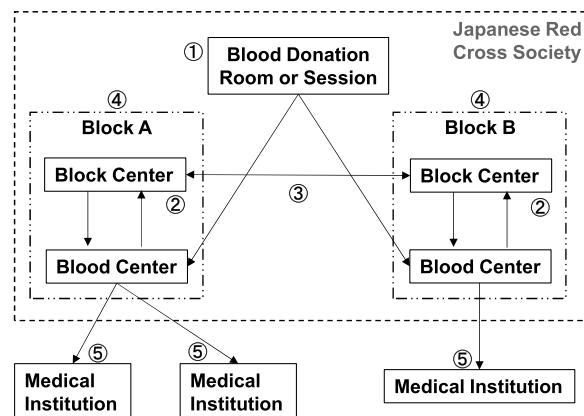 Japanese Red
Cross Society
①
Blood Donation
Room or Session
④
Block A
Block Center
②
Blood Center
③
④
Block B
Block Center
②
Blood Center
⑤
Medical
Institution
⑤
Medical
Institution
⑤
Medical Institution